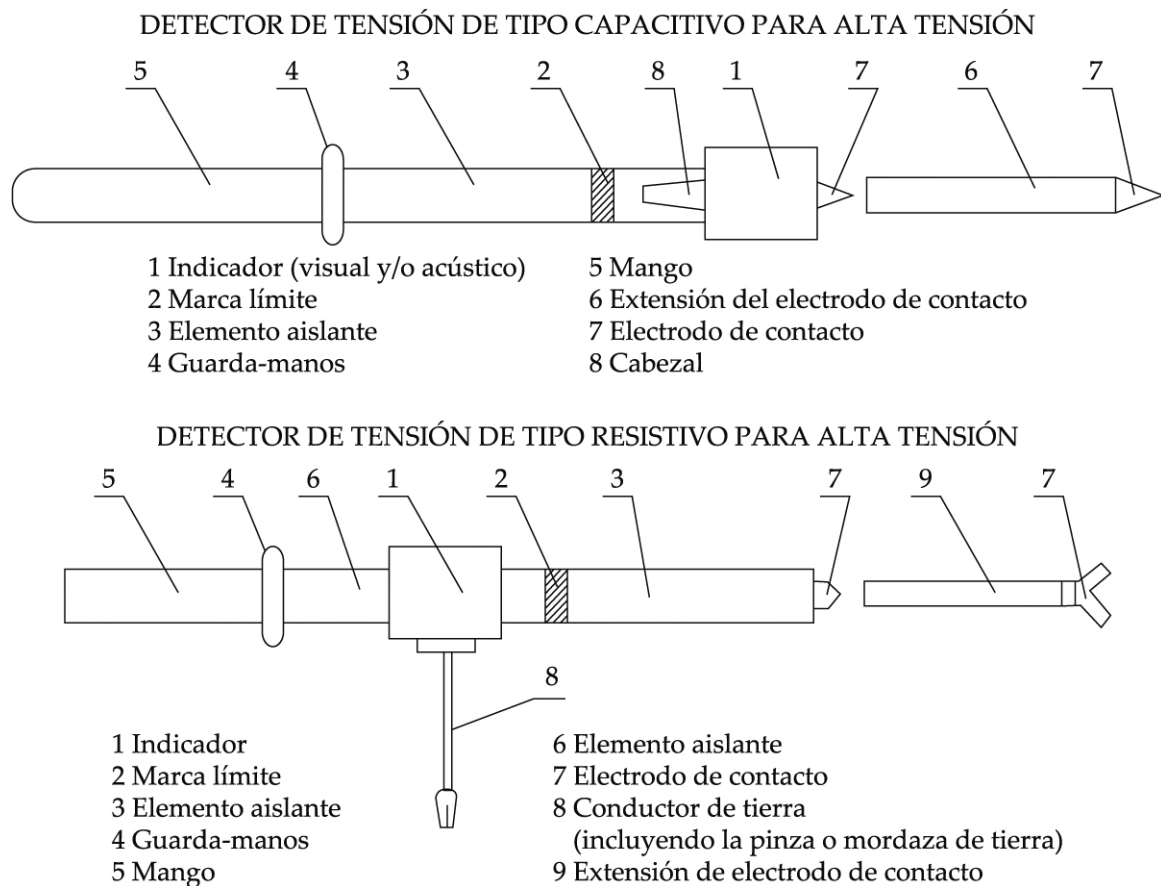 DETECTOR DE TENSIÓN DE TIPO CAPACITIVO PARA ALTA TENSIÓN
5 4 3 2 8 1 7 6 7
1 Indicador (visual y/o acústico)
2 Marca límite
3 Elemento aislante
4 Guarda-manos
5 Mango
6 Extensión del electrodo de contacto
7 Electrodo de contacto
8 Cabezal
DETECTOR DE TENSIÓN DE TIPO RESISTIVO PARA ALTA TENSIÓN
5 4 6 1 2 3 7 9 7
8
1 Indicador
2 Marca límite
3 Elemento aislante
4 Guarda-manos
5 Mango
6 Elemento aislante
7 Electrodo de contacto
8 Conductor de tierra
(incluyendo la pinza o mordaza de tierra)
9 Extensión de electrodo de contacto